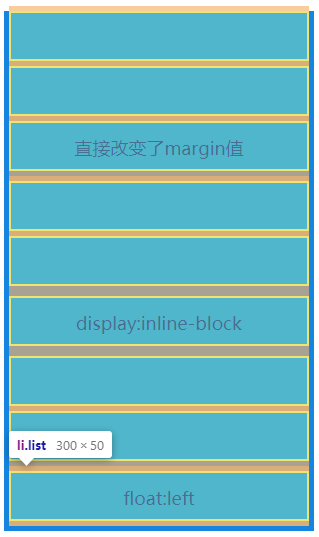 直接改变了margin值
display:inline-block
li.list 300 × 50
float:left